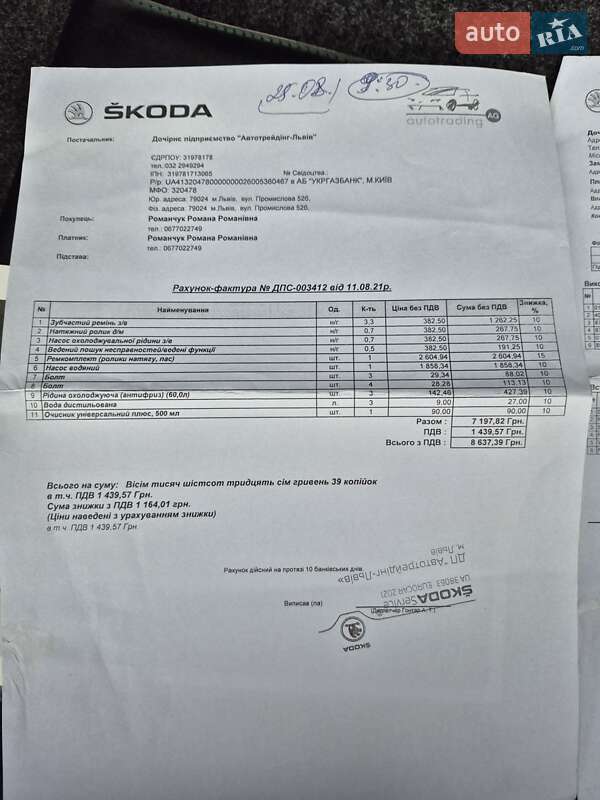 auto RIA.com
28.08. / 9:30
ŠKODA
autotrading AG
Постачальник: Дочірнє підприємство "Автотрейдінг-Львів"
ЄДРПОУ: 31978178
тел. 032 2949294
ІПН: 319781713065 № Свідоцтва:
Р/р: UA413204780000000026005360467 в АБ "УКРГАЗБАНК", М.КИЇВ
МФО: 320478
Юр. адреса: 79024 м.Львів, вул. Промислова 52б,
Фіз. адреса: 79024 м.Львів, вул. Промислова 52б,
Покупець: Романчук Романа Романівна
тел.: 0677022749
Платник: Романчук Романа Романівна
тел.: 0677022749
Підстава:
Рахунок-фактура № ДПС-003412 від 11.08.21р.
№ Найменування Од. К-ть Ціна без ПДВ Сума без ПДВ Знижка, %
1 Зубчастий ремінь з/в н/г 3,3 382,50 1 262,25 10
2 Натяжний ролик д/м н/г 0,7 382,50 267,75 10
3 Насос охолоджувальної рідини з/в н/г 0,7 382,50 267,75 10
4 Ведений пошук несправностей/ведені функції н/г 0,5 382,50 191,25 10
5 Ремкомплект (ролики натягу, пас) шт. 1 2 604,94 2 604,94 15
6 Насос водяний шт. 1 1 858,34 1 858,34 10
7 Болт шт. 3 29,34 88,02 10
8 Болт шт. 4 28,28 113,13 10
9 Рідина охолоджуюча (антифриз) (60,0л) шт. 3 142,46 427,39 10
10 Вода дистильована л. 3 9,00 27,00 10
11 Очисник універсальний плюс, 500 мл шт. 1 90,00 90,00 10
Разом : 7 197,82 Грн.
ПДВ : 1 439,57 Грн.
Всього з ПДВ : 8 637,39 Грн.
Всього на суму: Вісім тисяч шістсот тридцять сім гривень 39 копійок
в т.ч. ПДВ 1 439,57 Грн.
Сума знижки з ПДВ 1 164,01 грн.
(Ціни наведені з урахуванням знижки)
в т.ч. ПДВ 1 439,57 Грн.
Рахунок дійсний на протязі 10 банківських днів.
Виписав (ла)
ДП "Автотрейдінг-Львів"
м. Львів
ŠKODA Service
ŠKODA